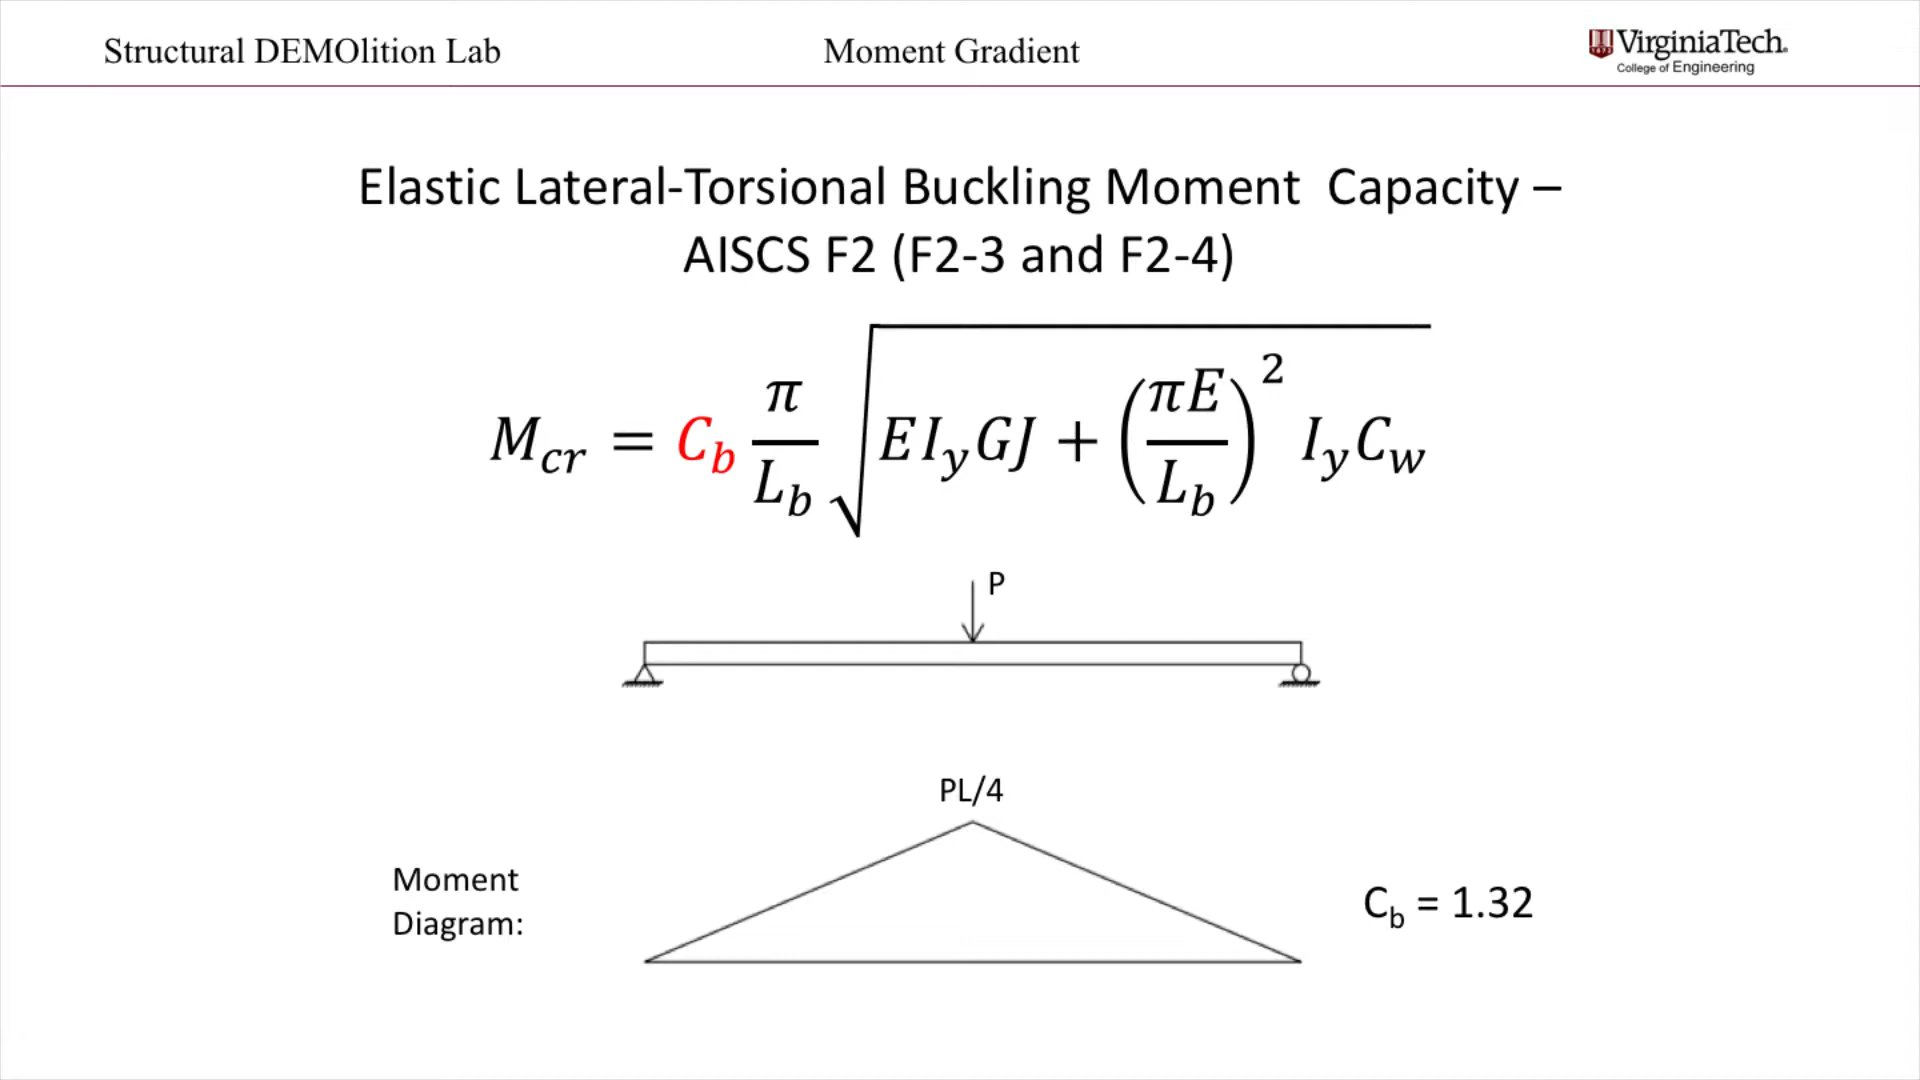 Structural DEMOlition Lab
Moment Gradient
VirginiaTech
College of Engineering
Elastic Lateral-Torsional Buckling Moment Capacity –
AISCS F2 (F2-3 and F2-4)
M_cr = C_b π/L_b √(EI_yGJ + (πE/L_b)² I_yC_w)
P
PL/4
Moment
Diagram:
C_b = 1.32